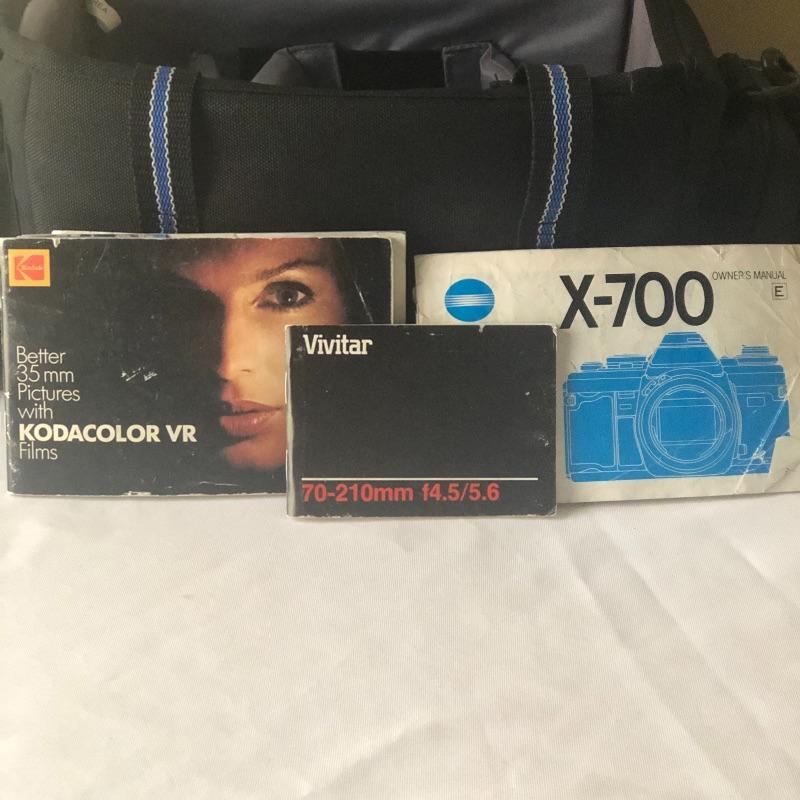 Kodak
Better
35mm
Pictures
with
KODACOLOR VR
Films
Vivitar
70-210mm f4.5/5.6
X-700
OWNER'S MANUAL
E